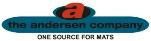 a
the andersen company
ONE SOURCE FOR MATS